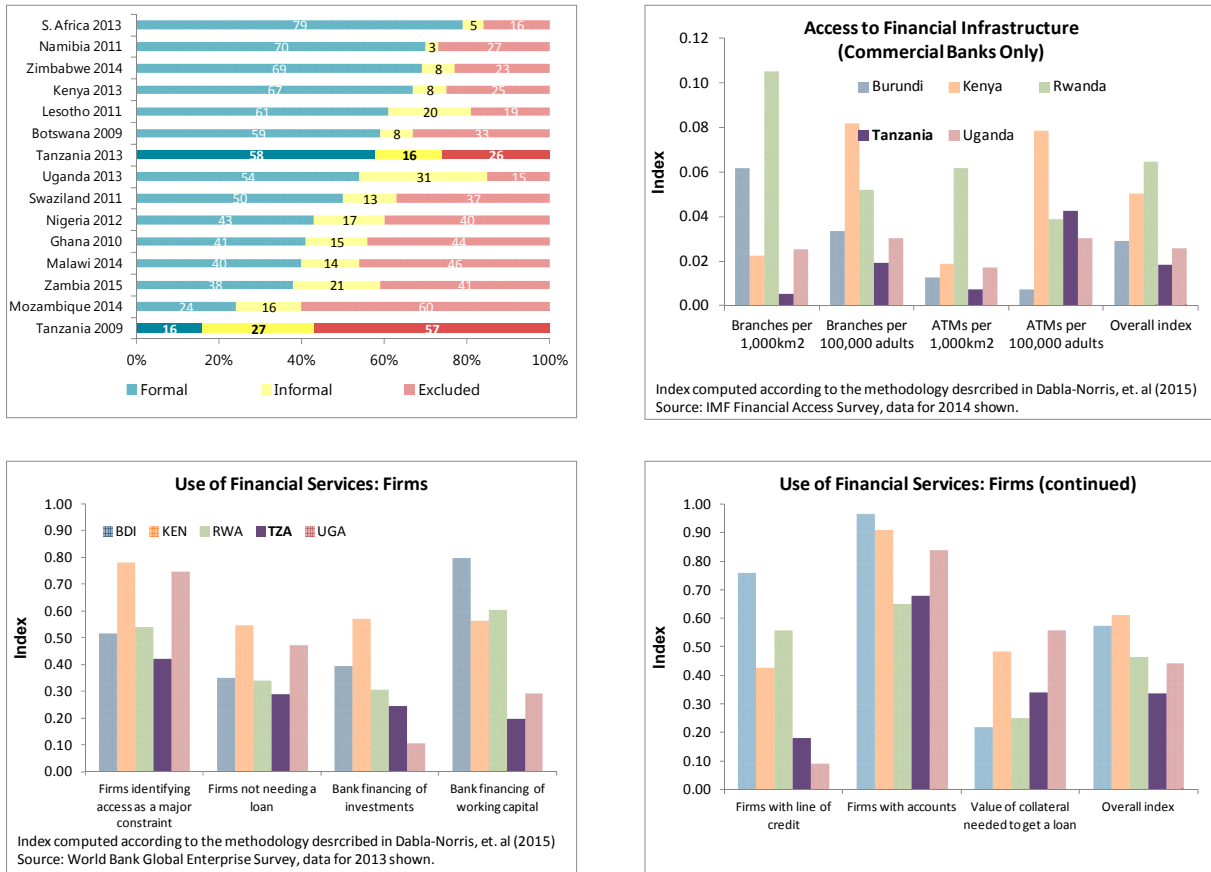 S. Africa 2013 79 5 16
Namibia 2011 70 3 27
Zimbabwe 2014 69 8 23
Kenya 2013 67 8 25
Lesotho 2011 61 20 19
Botswana 2009 59 8 33
Tanzania 2013 58 16 26
Uganda 2013 54 31 15
Swaziland 2011 50 13 37
Nigeria 2012 43 17 40
Ghana 2010 41 15 44
Malawi 2014 40 14 46
Zambia 2015 38 21 41
Mozambique 2014 24 16 60
Tanzania 2009 16 27 57
0% 20% 40% 60% 80% 100%
Formal Informal Excluded
Access to Financial Infrastructure
(Commercial Banks Only)
Index
0.12
0.10
0.08
0.06
0.04
0.02
0.00
Burundi Kenya Rwanda
Tanzania Uganda
Branches per 1,000km2
Branches per 100,000 adults
ATMs per 1,000km2
ATMs per 100,000 adults
Overall index
Index computed according to the methodology desrcribed in Dabla-Norris, et. al (2015)
Source: IMF Financial Access Survey, data for 2014 shown.
Use of Financial Services: Firms
Index
1.00
0.90
0.80
0.70
0.60
0.50
0.40
0.30
0.20
0.10
0.00
BDI KEN RWA TZA UGA
Firms identifying access as a major constraint
Firms not needing a loan
Bank financing of investments
Bank financing of working capital
Index computed according to the methodology desrcribed in Dabla-Norris, et. al (2015)
Source: World Bank Global Enterprise Survey, data for 2013 shown.
Use of Financial Services: Firms (continued)
Index
1.00
0.90
0.80
0.70
0.60
0.50
0.40
0.30
0.20
0.10
0.00
Firms with line of credit
Firms with accounts
Value of collateral needed to get a loan
Overall index